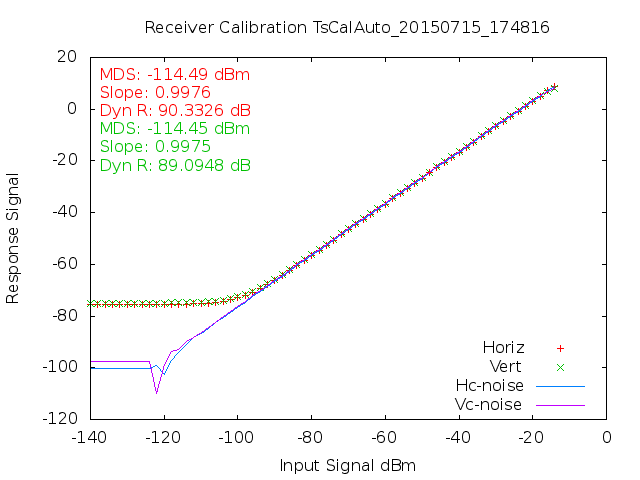 Receiver Calibration TsCalAuto_20150715_174816
20
0
-20
-40
-60
-80
-100
-120
Response Signal
MDS: -114.49 dBm
Slope: 0.9976
Dyn R: 90.3326 dB
MDS: -114.45 dBm
Slope: 0.9975
Dyn R: 89.0948 dB
Horiz
Vert
Hc-noise
Vc-noise
-140 -120 -100 -80 -60 -40 -20 0
Input Signal dBm